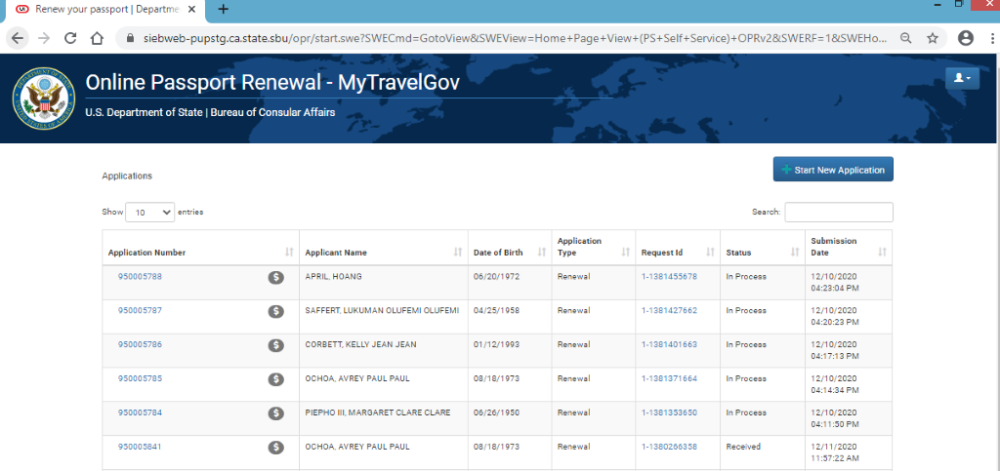 Renew your passport | Departme
siebweb-pupstg.ca.state.sbu/opr/start.swe?SWECmd=GotoView&SWEView=Home+Page+View+(PS+Self+Service)+OPRv2&SWERF=1&SWEHo...
Online Passport Renewal - MyTravelGov
U.S. Department of State | Bureau of Consular Affairs
Start New Application
Applications
Show 10 entries Search:
Application Number Applicant Name Date of Birth Application Type Request Id Status Submission Date
950005788 $ APRIL, HOANG 06/20/1972 Renewal 1-1381455678 In Process 12/10/2020 04:23:04 PM
950005787 $ SAFFERT, LUKUMAN OLUFEMI OLUFEMI 04/25/1958 Renewal 1-1381427662 In Process 12/10/2020 04:20:23 PM
950005786 $ CORBETT, KELLY JEAN JEAN 01/12/1993 Renewal 1-1381401663 In Process 12/10/2020 04:17:13 PM
950005785 $ OCHOA, AVREY PAUL PAUL 08/18/1973 Renewal 1-1381371664 In Process 12/10/2020 04:14:34 PM
950005784 $ PIEPHO III, MARGARET CLARE CLARE 06/26/1950 Renewal 1-1381353650 In Process 12/10/2020 04:11:50 PM
950005841 $ OCHOA, AVREY PAUL PAUL 08/18/1973 Renewal 1-1380266358 Received 12/11/2020 11:57:22 AM